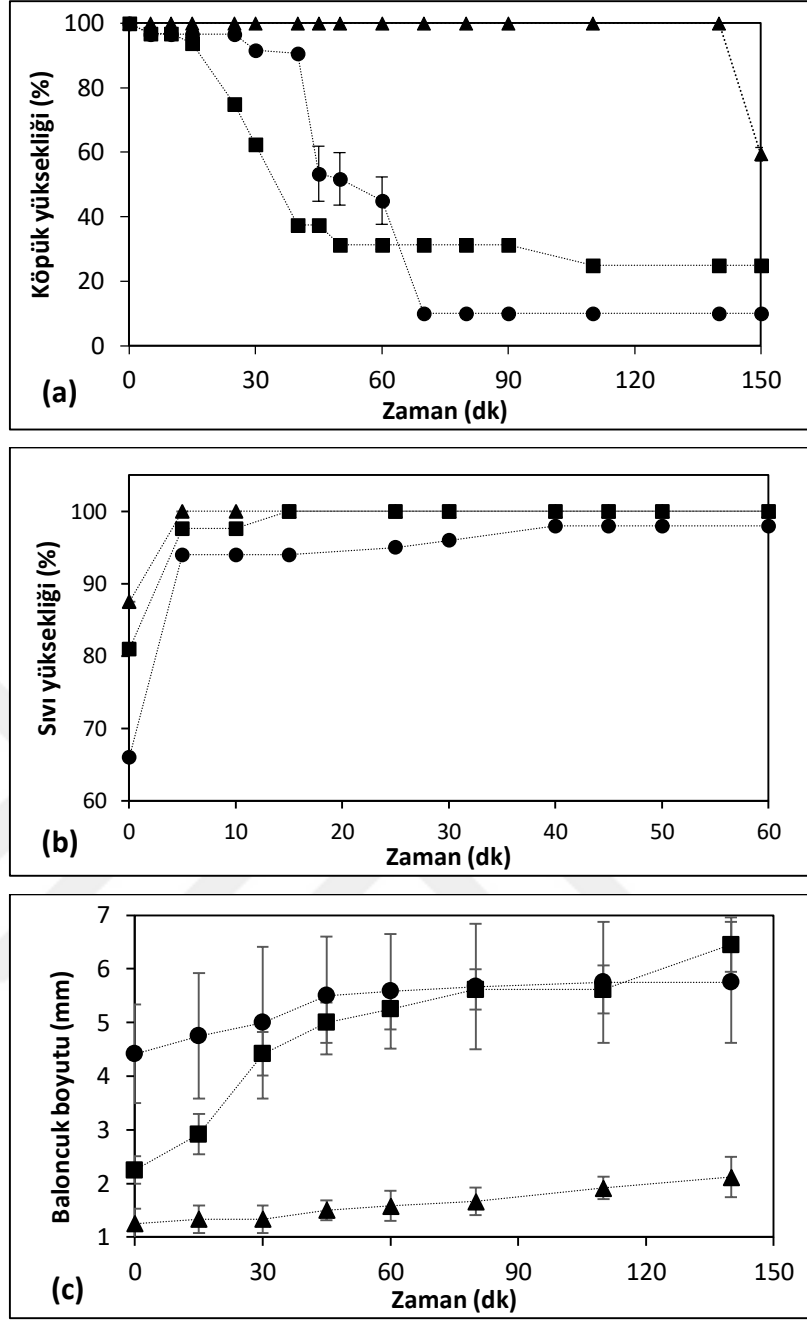 Köpük yüksekliği (%)
100
80
60
40
20
0
0 30 60 90 120 150
(a)
Zaman (dk)
Sıvı yüksekliği (%)
100
90
80
70
60
0 10 20 30 40 50 60
(b)
Zaman (dk)
Baloncuk boyutu (mm)
7
6
5
4
3
2
1
0 30 60 90 120 150
(c)
Zaman (dk)